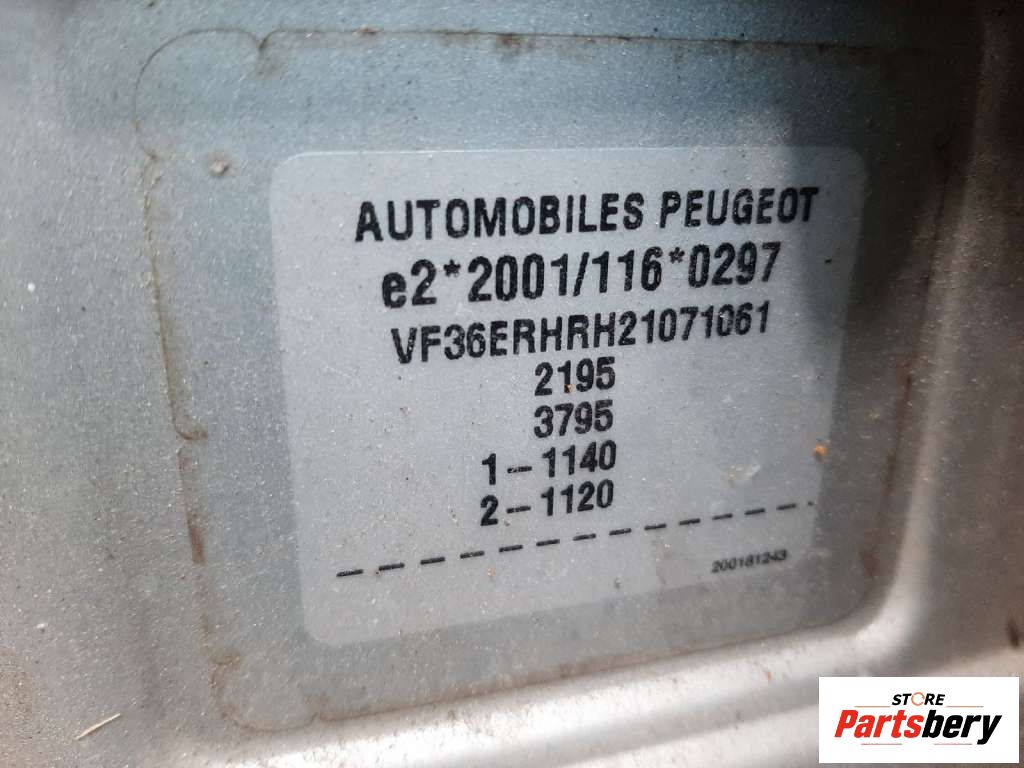 AUTOMOBILES PEUGEOT
e2*2001/116*0297
VF36ERHRH21071061
2195
3795
1-1140
2-1120
200181243
STORE
Partsbery